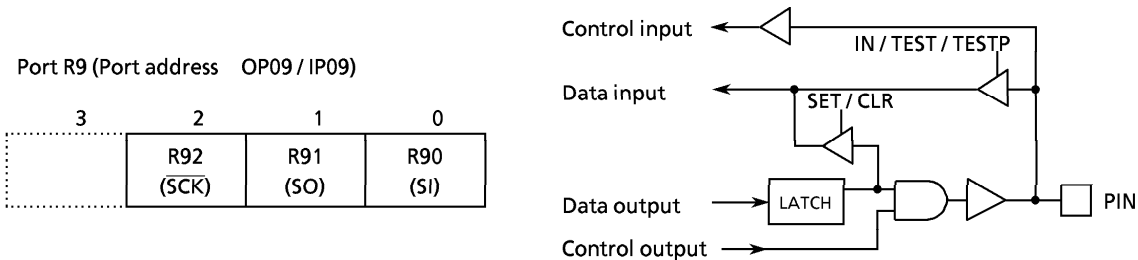 Port R9 (Port address OP09 / IP09)
3 2 1 0
R92 R91 R90
(SCK) (SO) (SI)
Control input
IN / TEST / TESTP
Data input
SET / CLR
Data output
LATCH
PIN
Control output